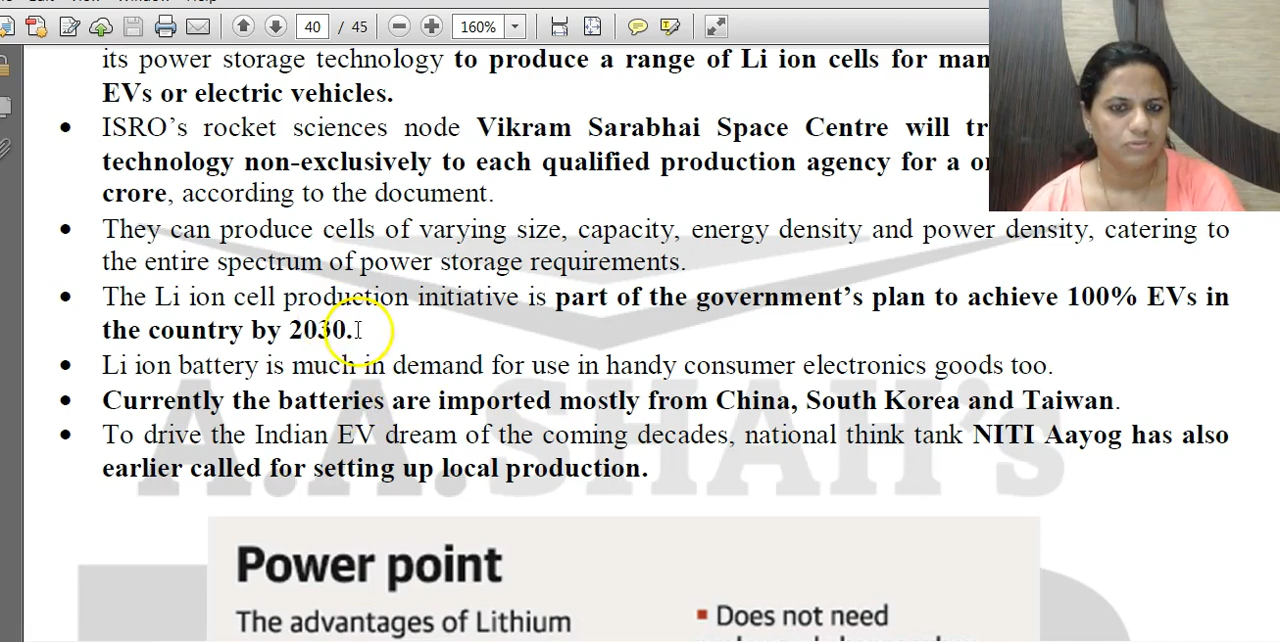 40 / 45 160%
its power storage technology to produce a range of Li ion cells for man
EVs or electric vehicles.
• ISRO’s rocket sciences node Vikram Sarabhai Space Centre will tr
technology non-exclusively to each qualified production agency for a on
crore, according to the document.
• They can produce cells of varying size, capacity, energy density and power density, catering to
the entire spectrum of power storage requirements.
• The Li ion cell production initiative is part of the government’s plan to achieve 100% EVs in
the country by 2030.
• Li ion battery is much in demand for use in handy consumer electronics goods too.
• Currently the batteries are imported mostly from China, South Korea and Taiwan.
• To drive the Indian EV dream of the coming decades, national think tank NITI Aayog has also
earlier called for setting up local production.
A.A.SHAH's
Power point
The advantages of Lithium
Does not need